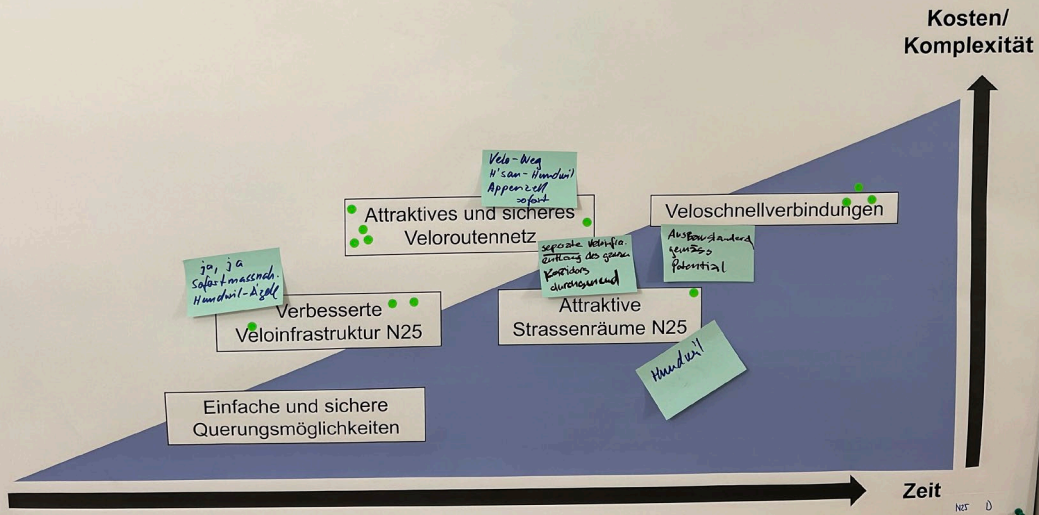 Kosten/
Komplexität
Velo-Weg
H'sau-Hundwil
Appenzell
sofort
Attraktives und sicheres
Veloroutennetz
Veloschnellverbindungen
Ausbaustandard
gemäss
Potential
separate Veloinfra.
entlang des ganzen
Korridors
durchgehend
ja, ja
Sofortmassnah.
Hundwil-
Verbesserte
Veloinfrastruktur N25
Attraktive
Strassenräume N25
Hundwil
Einfache und sichere
Querungsmöglichkeiten
Zeit
N25 D